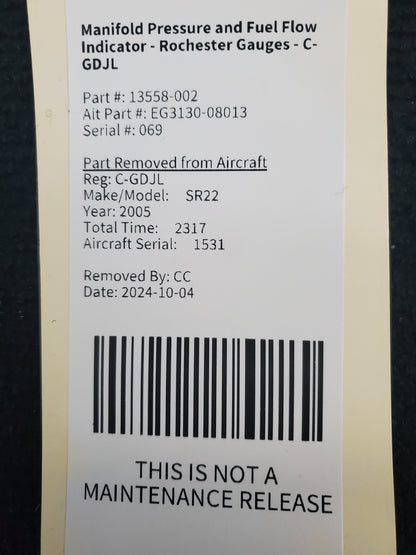 Manifold Pressure and Fuel Flow
Indicator - Rochester Gauges - C-
GDJL
Part #: 13558-002
Ait Part #: EG3130-08013
Serial #: 069
Part Removed from Aircraft
Reg: C-GDJL
Make/Model: SR22
Year: 2005
Total Time: 2317
Aircraft Serial: 1531
Removed By: CC
Date: 2024-10-04
THIS IS NOT A
MAINTENANCE RELEASE